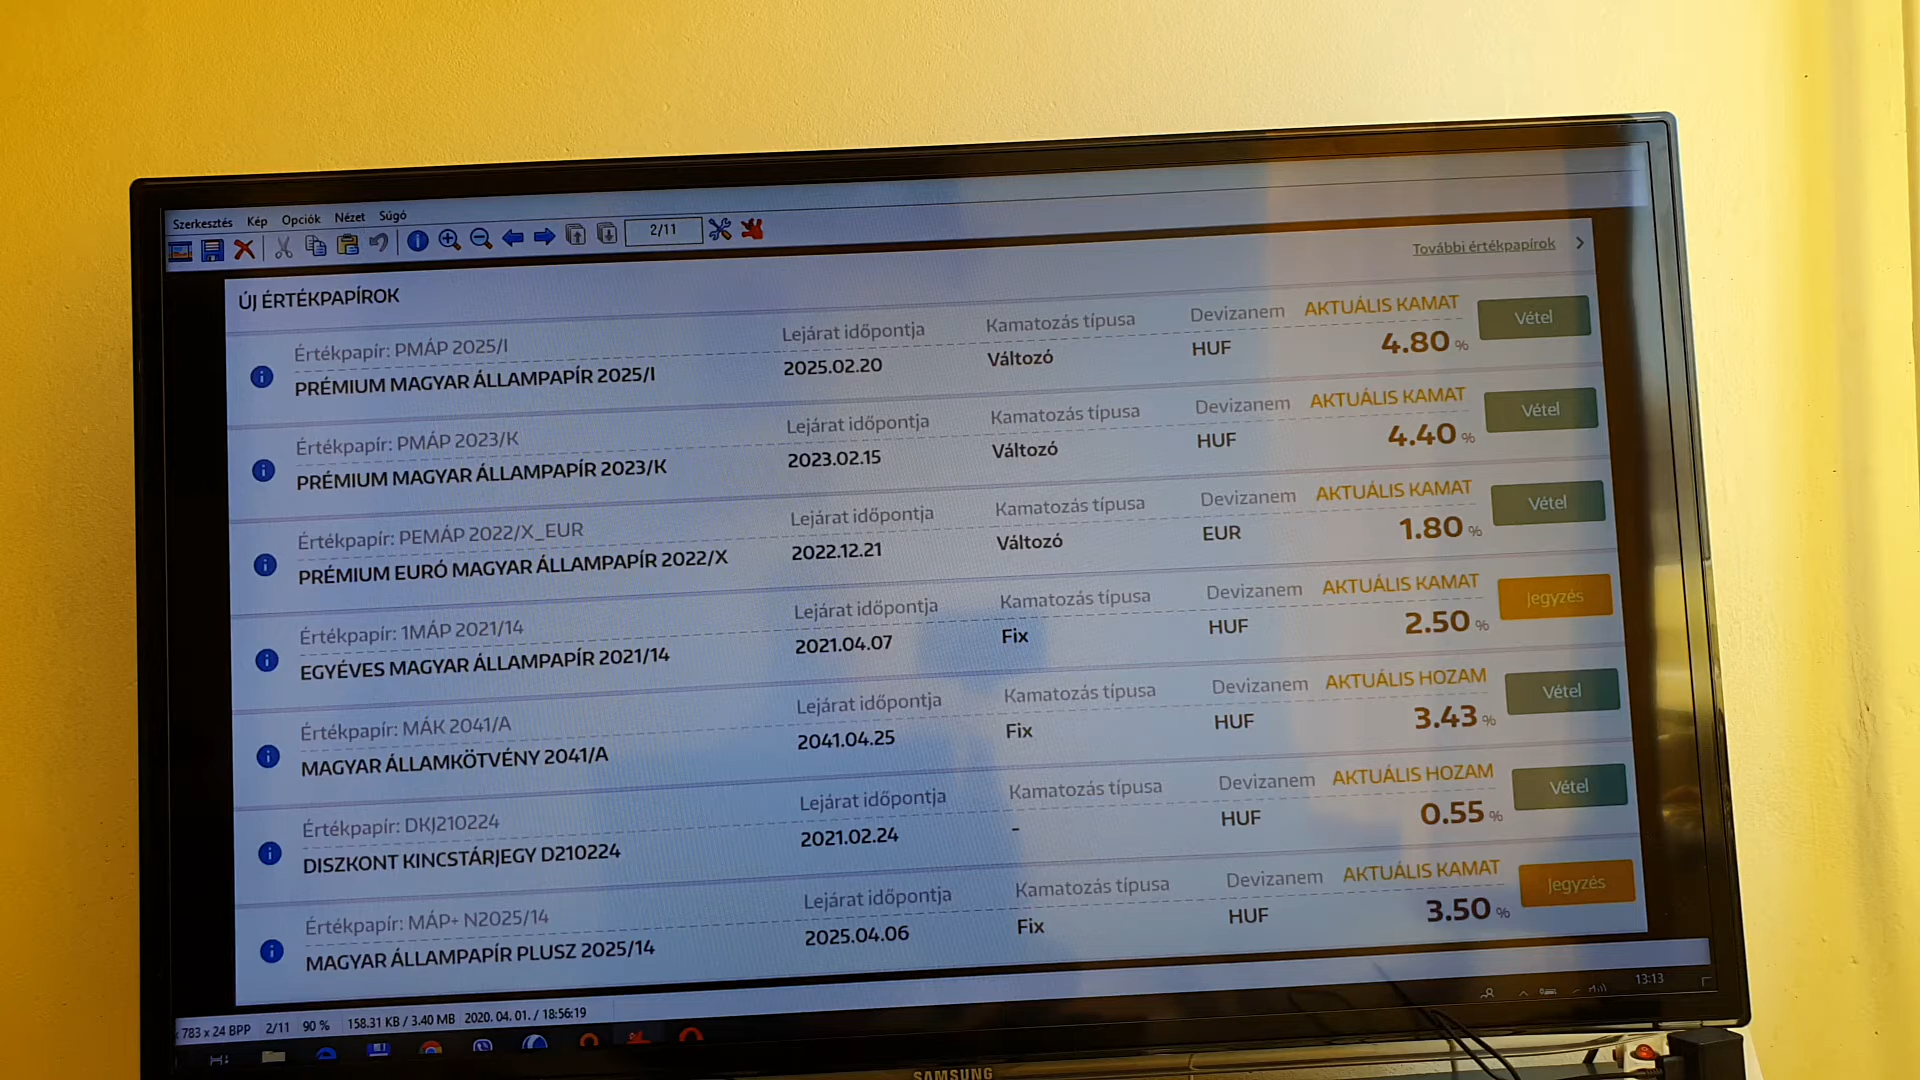 Szerkesztés Kép Opciók Nézet Súgó
2/11
További értékpapírok
ÚJ ÉRTÉKPAPÍROK
Értékpapír: PMÁP 2025/I Lejárat időpontja Kamatozás típusa Devizanem AKTUÁLIS KAMAT Vétel
PRÉMIUM MAGYAR ÁLLAMPAPÍR 2025/I 2025.02.20 Változó HUF 4.80 %
Értékpapír: PMÁP 2023/K Lejárat időpontja Kamatozás típusa Devizanem AKTUÁLIS KAMAT Vétel
PRÉMIUM MAGYAR ÁLLAMPAPÍR 2023/K 2023.02.15 Változó HUF 4.40 %
Értékpapír: PEMÁP 2022/X_EUR Lejárat időpontja Kamatozás típusa Devizanem AKTUÁLIS KAMAT Vétel
PRÉMIUM EURÓ MAGYAR ÁLLAMPAPÍR 2022/X 2022.12.21 Változó EUR 1.80 %
Értékpapír: 1MÁP 2021/14 Lejárat időpontja Kamatozás típusa Devizanem AKTUÁLIS KAMAT Jegyzés
EGYÉVES MAGYAR ÁLLAMPAPÍR 2021/14 2021.04.07 Fix HUF 2.50 %
Értékpapír: MÁK 2041/A Lejárat időpontja Kamatozás típusa Devizanem AKTUÁLIS HOZAM Vétel
MAGYAR ÁLLAMKÖTVÉNY 2041/A 2041.04.25 Fix HUF 3.43 %
Értékpapír: DKJ210224 Lejárat időpontja Kamatozás típusa Devizanem AKTUÁLIS HOZAM Vétel
DISZKONT KINCSTÁRJEGY D210224 2021.02.24 - HUF 0.55 %
Értékpapír: MÁP+ N2025/14 Lejárat időpontja Kamatozás típusa Devizanem AKTUÁLIS KAMAT Jegyzés
MAGYAR ÁLLAMPAPÍR PLUSZ 2025/14 2025.04.06 Fix HUF 3.50 %
x 783 x 24 BPP 2/11 90 % 158.31 KB / 3.40 MB 2020. 04. 01. / 18:56:19
13:13
SAMSUNG